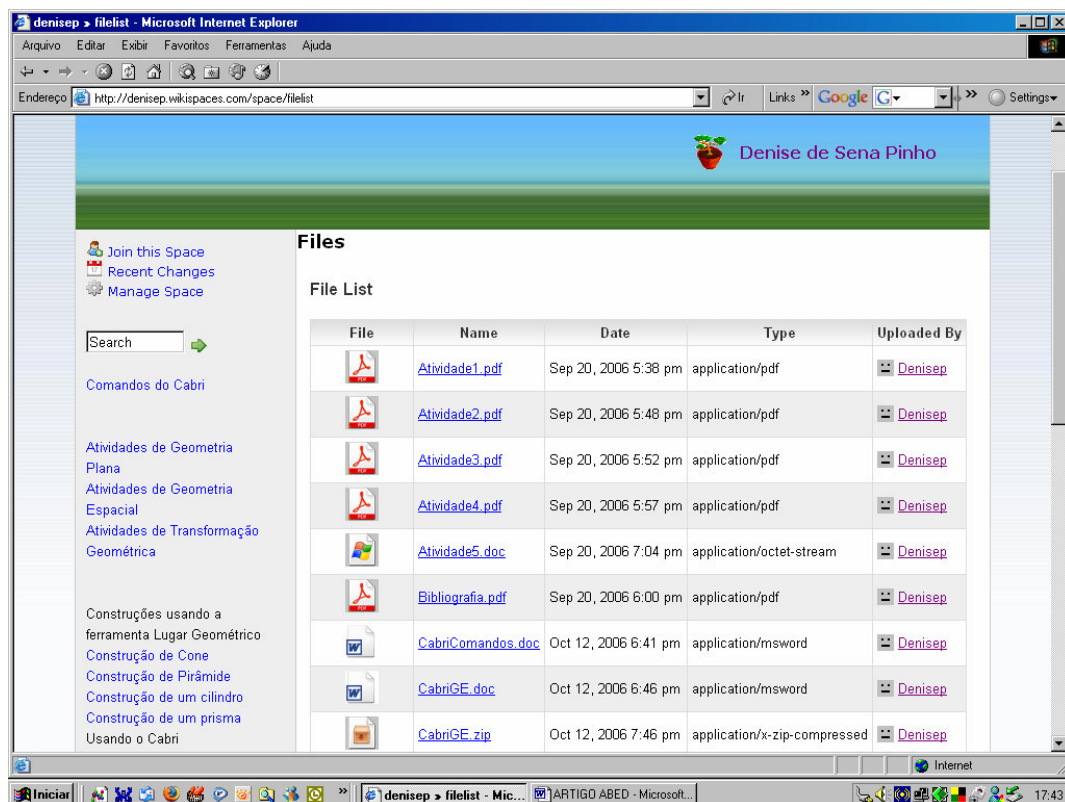 denisep » filelist - Microsoft Internet Explorer
Arquivo Editar Exibir Favoritos Ferramentas Ajuda
Endereço http://denisep.wikispaces.com/space/filelist Ir Links » Google G » Settings
Denise de Sena Pinho
Join this Space
Recent Changes
Manage Space
Search
Comandos do Cabri
Atividades de Geometria
Plana
Atividades de Geometria
Espacial
Atividades de Transformação
Geométrica
Construções usando a
ferramenta Lugar Geométrico
Construção de Cone
Construção de Pirâmide
Construção de um cilindro
Construção de um prisma
Usando o Cabri
Files
File List
File Name Date Type Uploaded By
PDF Atividade1.pdf Sep 20, 2006 5:38 pm application/pdf Denisep
PDF Atividade2.pdf Sep 20, 2006 5:48 pm application/pdf Denisep
PDF Atividade3.pdf Sep 20, 2006 5:52 pm application/pdf Denisep
PDF Atividade4.pdf Sep 20, 2006 5:57 pm application/pdf Denisep
Atividade5.doc Sep 20, 2006 7:04 pm application/octet-stream Denisep
PDF Bibliografia.pdf Sep 20, 2006 6:00 pm application/pdf Denisep
W CabriComandos.doc Oct 12, 2006 6:41 pm application/msword Denisep
W CabriGE.doc Oct 12, 2006 6:46 pm application/msword Denisep
CabriGE.zip Oct 12, 2006 7:46 pm application/x-zip-compressed Denisep
Internet
Iniciar » denisep » filelist - Mic... ARTIGO ABED - Microsoft... 17:43